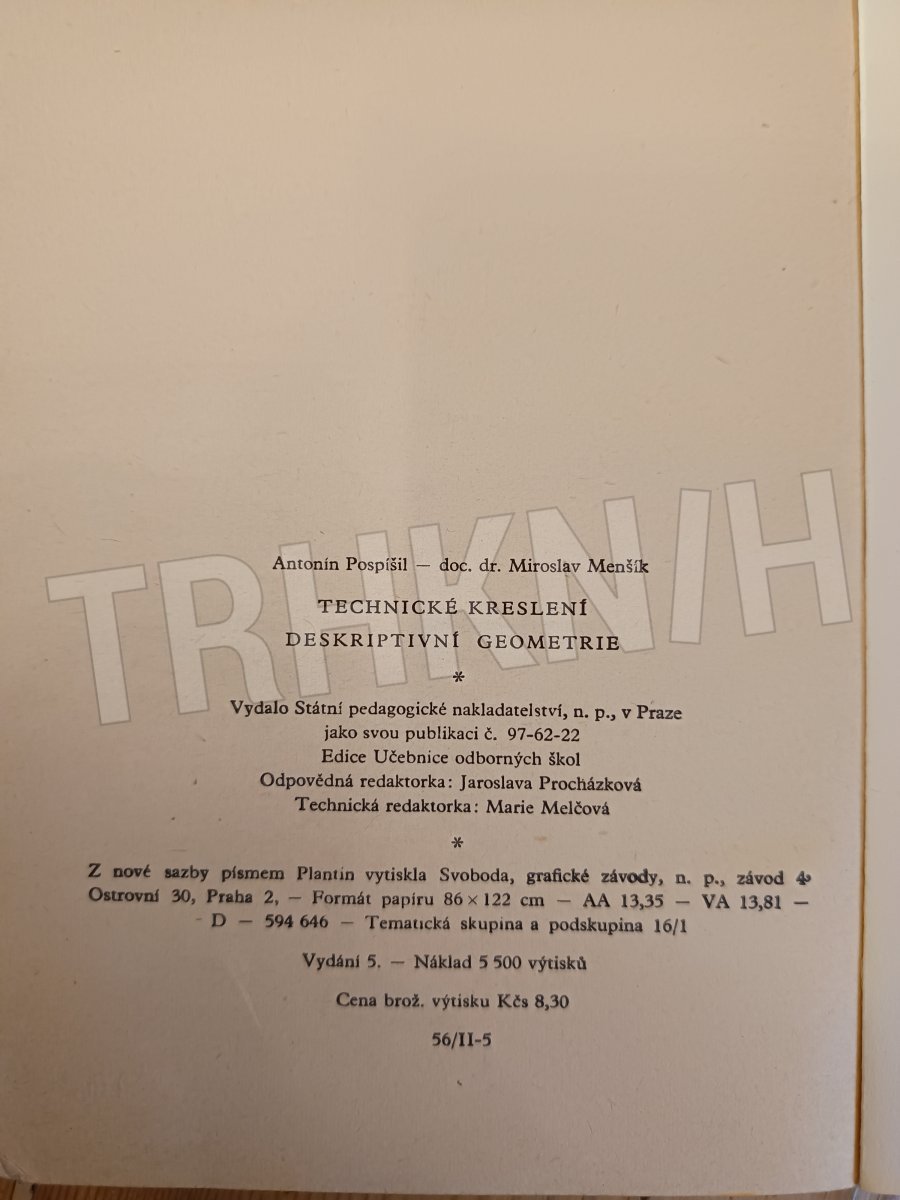 Antonín Pospíšil — doc. dr. Miroslav Menšík
TECHNICKÉ KRESLENÍ
DESKRIPTIVNÍ GEOMETRIE
*
Vydalo Státní pedagogické nakladatelství, n. p., v Praze
jako svou publikaci č. 97-62-22
Edice Učebnice odborných škol
Odpovědná redaktorka: Jaroslava Procházková
Technická redaktorka: Marie Melčová
*
Z nové sazby písmem Plantin vytiskla Svoboda, grafické závody, n. p., závod 4,
Ostrovní 30, Praha 2, — Formát papíru 86 × 122 cm — AA 13,35 — VA 13,81 —
- D — 594 646 — Tematická skupina a podskupina 16/1
Vydání 5. — Náklad 5 500 výtisků
Cena brož. výtisku Kčs 8,30
56/II-5
TRHKNIH